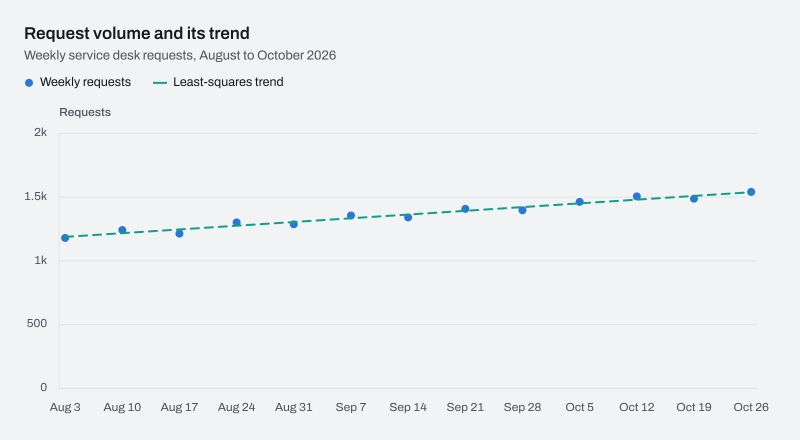 Request volume and its trend
Weekly service desk requests, August to October 2026
Weekly requests Least-squares trend
Requests
2k
1.5k
1k
500
0
Aug 3 Aug 10 Aug 17 Aug 24 Aug 31 Sep 7 Sep 14 Sep 21 Sep 28 Oct 5 Oct 12 Oct 19 Oct 26